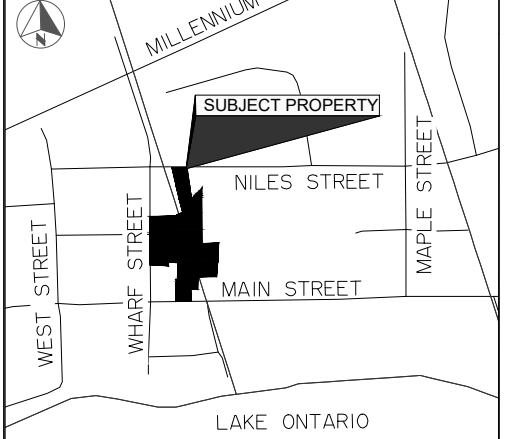 N
MILLENNIUM
SUBJECT PROPERTY
NILES STREET
MAPLE STREET
WEST STREET
WHARF STREET
MAIN STREET
LAKE ONTARIO